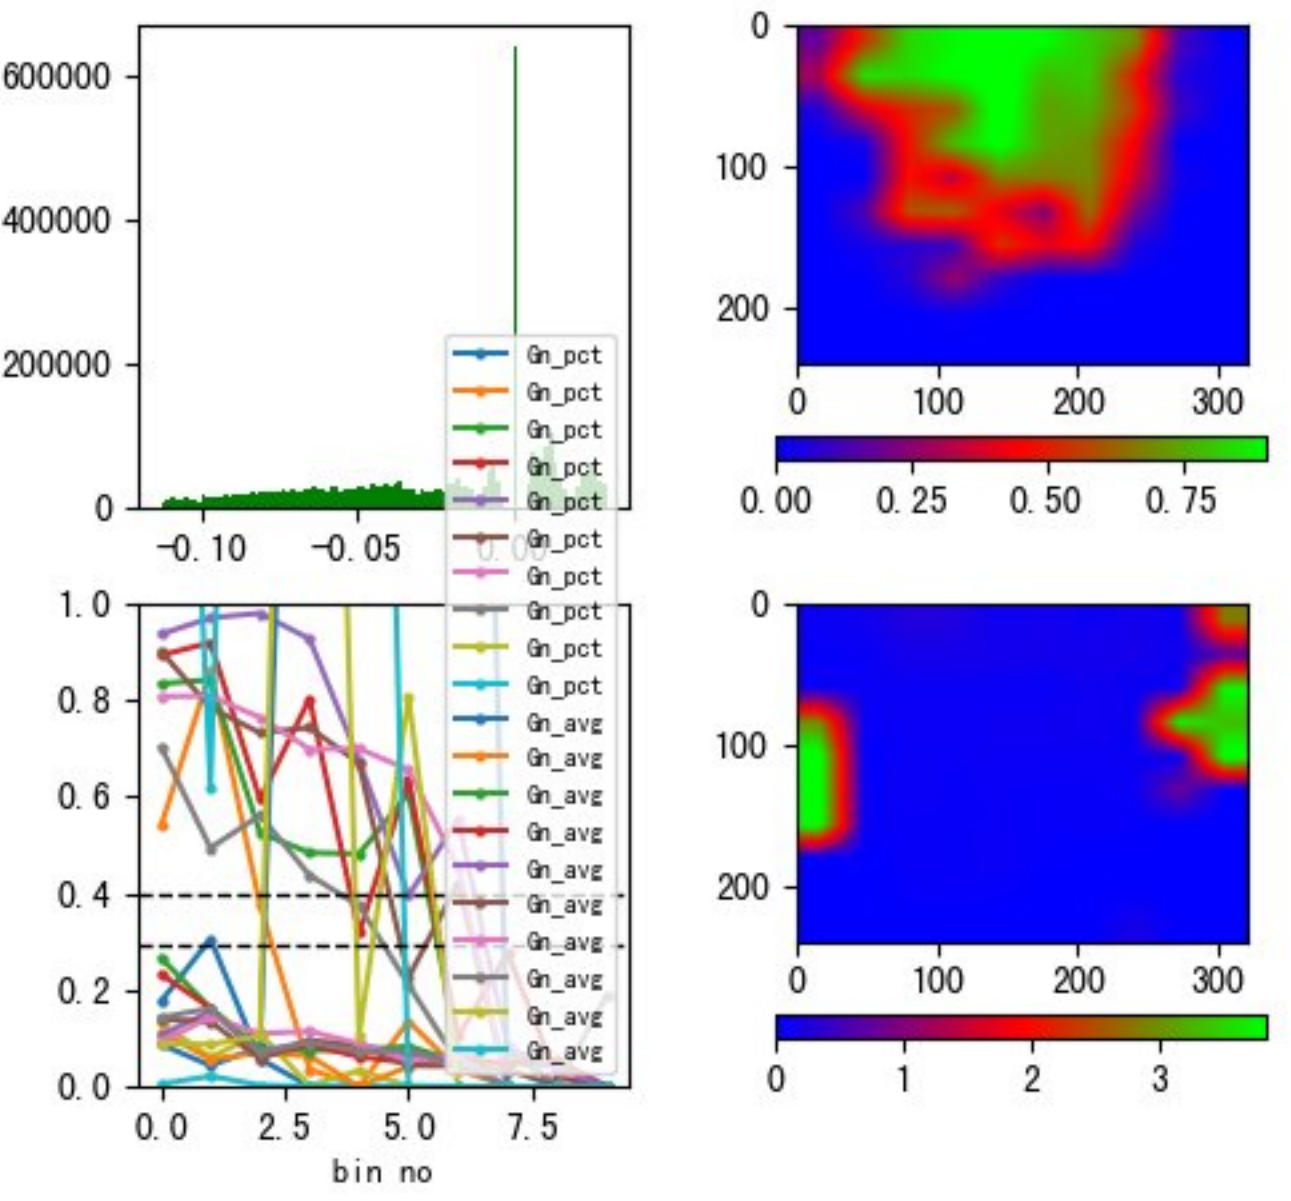 600000
400000
200000
0
-0.10 -0.05 0.00
0
100
200
0 100 200 300
0.00 0.25 0.50 0.75
Gn_pct
Gn_pct
Gn_pct
Gn_pct
Gn_pct
Gn_pct
Gn_pct
Gn_pct
Gn_pct
Gn_pct
Gn_avg
Gn_avg
Gn_avg
Gn_avg
Gn_avg
Gn_avg
Gn_avg
Gn_avg
Gn_avg
Gn_avg
1.0
0.8
0.6
0.4
0.2
0.0
0.0 2.5 5.0 7.5
bin no
0
100
200
0 100 200 300
0 1 2 3